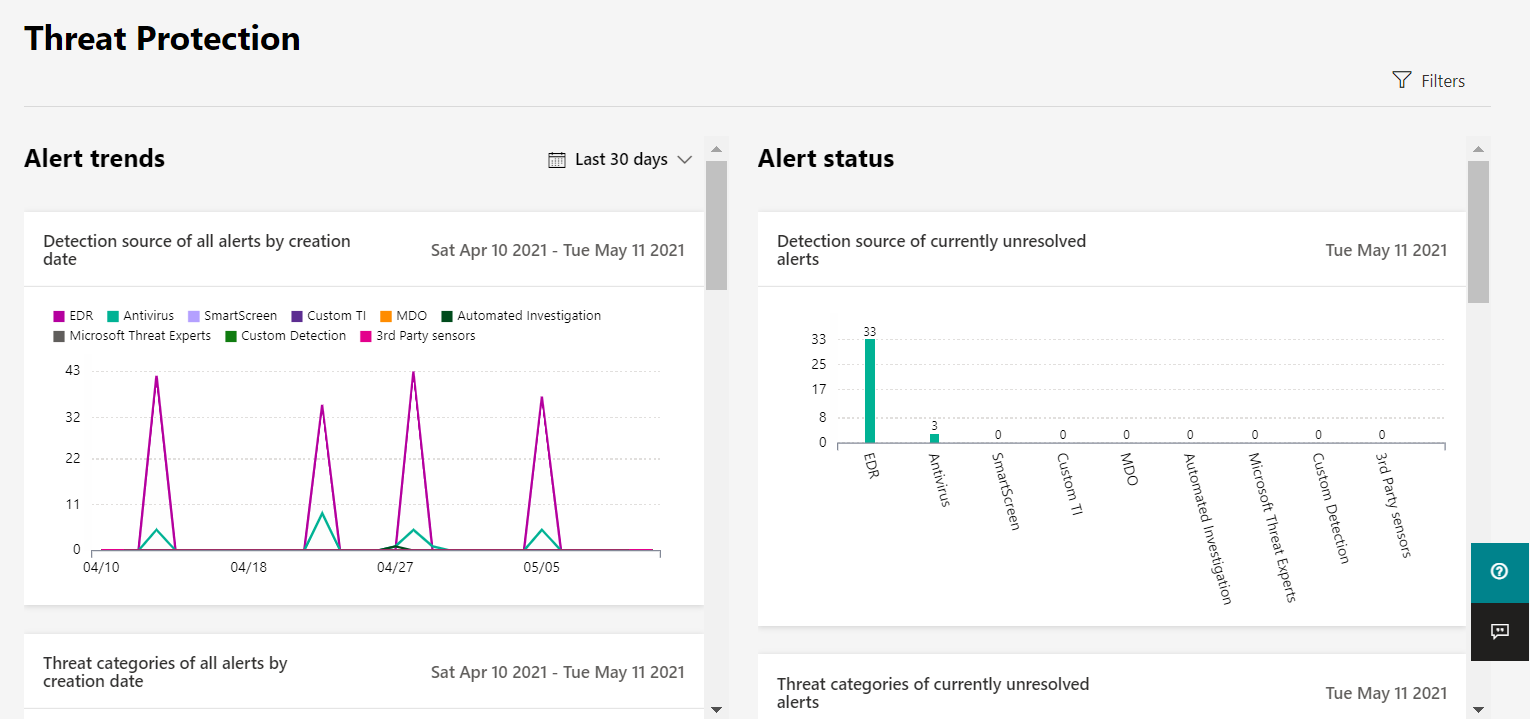 Threat Protection
Filters
Alert trends
Last 30 days
Detection source of all alerts by creation
date
Sat Apr 10 2021 - Tue May 11 2021
EDR Antivirus SmartScreen Custom TI MDO Automated Investigation
Microsoft Threat Experts Custom Detection 3rd Party sensors
43
32
22
11
0
04/10 04/18 04/27 05/05
Threat categories of all alerts by
creation date
Sat Apr 10 2021 - Tue May 11 2021
Alert status
Detection source of currently unresolved
alerts
Tue May 11 2021
33
25
17
8
0
33 3 0 0 0 0 0 0 0
EDR
Antivirus
SmartScreen
Custom TI
MDO
Automated Investigation
Microsoft Threat Experts
Custom Detection
3rd Party sensors
Threat categories of currently unresolved
alerts
Tue May 11 2021